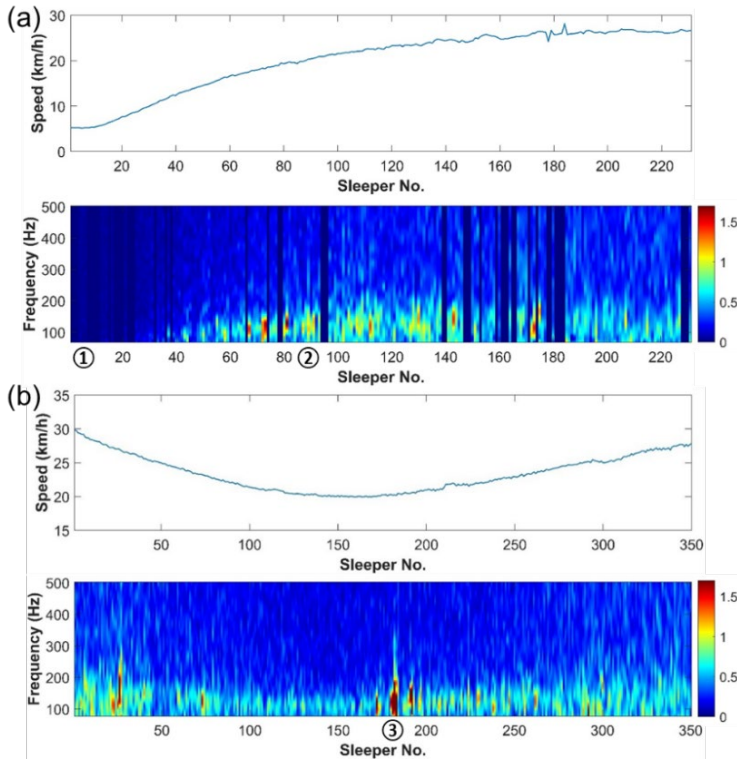 (a)
30
20
10
0
Speed (km/h)
20 40 60 80 100 120 140 160 180 200 220
Sleeper No.
500
400
300
200
100
Frequency (Hz)
1.5
1
0.5
0
① 20 40 60 80 ② 100 120 140 160 180 200 220
Sleeper No.
(b)
35
30
25
20
15
Speed (km/h)
50 100 150 200 250 300 350
Sleeper No.
500
400
300
200
100
Frequency (Hz)
1.5
1
0.5
0
50 100 150 ③ 200 250 300 350
Sleeper No.